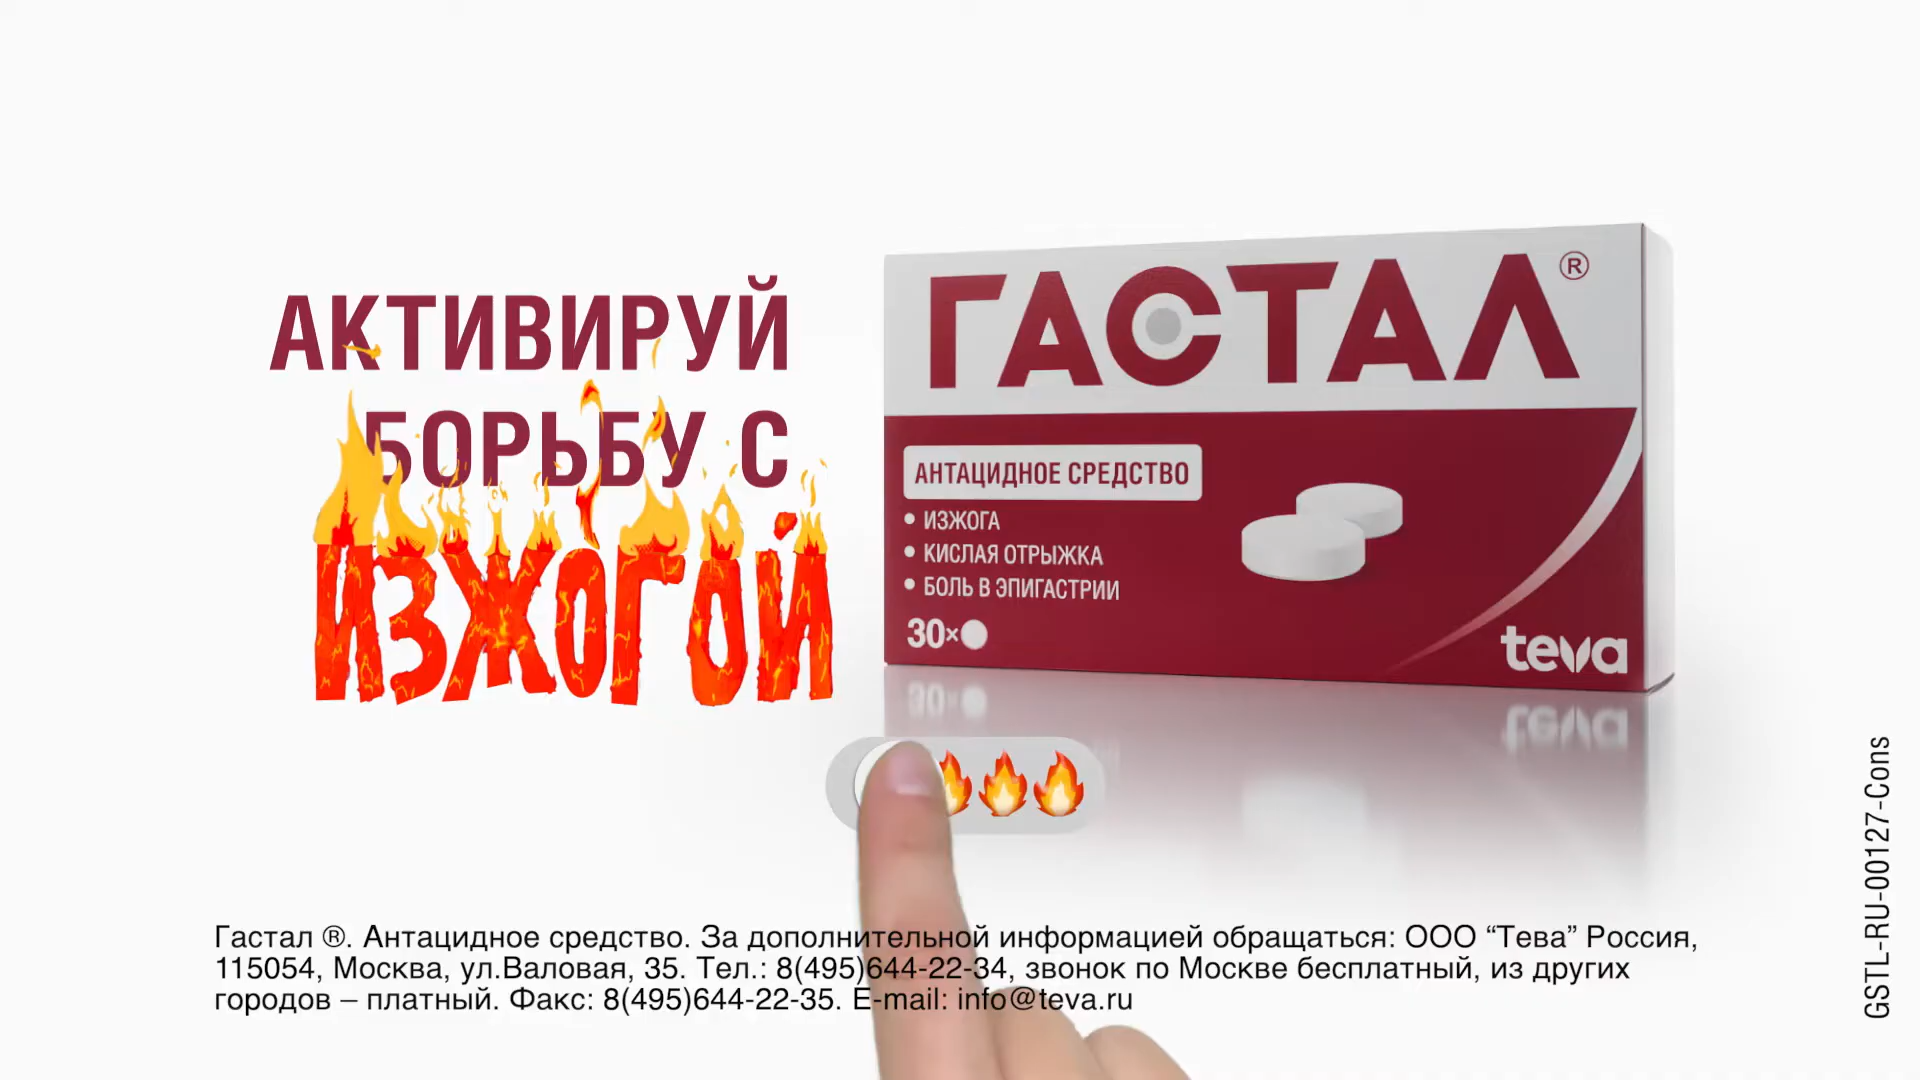 АКТИВИРУЙ
БОРЬБУ С
ИЗЖОГОЙ
ГАСТАЛ®
АНТАЦИДНОЕ СРЕДСТВО
• ИЗЖОГА
• КИСЛАЯ ОТРЫЖКА
• БОЛЬ В ЭПИГАСТРИИ
30×
teva
Гастал ®. Антацидное средство. За дополнительной информацией обращаться: ООО “Тева” Россия,
115054, Москва, ул.Валовая, 35. Тел.: 8(495)644-22-34, звонок по Москве бесплатный, из других
городов – платный. Факс: 8(495)644-22-35. E-mail: info@teva.ru
GSTL-RU-00127-Cons